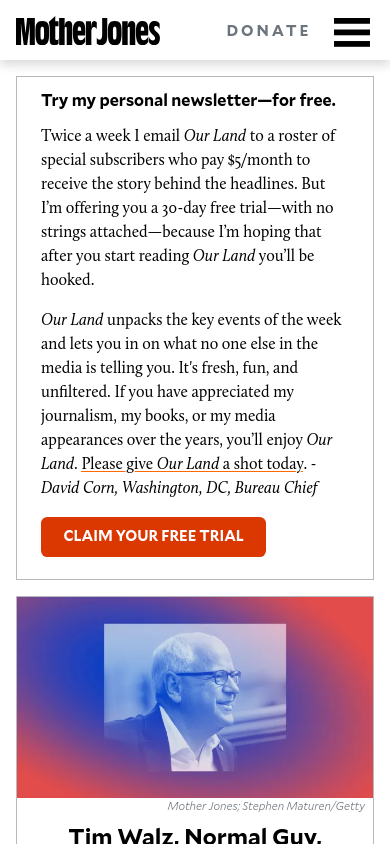 Mother Jones
DONATE
Try my personal newsletter—for free.
Twice a week I email Our Land to a roster of
special subscribers who pay $5/month to
receive the story behind the headlines. But
I’m offering you a 30-day free trial—with no
strings attached—because I’m hoping that
after you start reading Our Land you’ll be
hooked.
Our Land unpacks the key events of the week
and lets you in on what no one else in the
media is telling you. It's fresh, fun, and
unfiltered. If you have appreciated my
journalism, my books, or my media
appearances over the years, you’ll enjoy Our
Land. Please give Our Land a shot today. -
David Corn, Washington, DC, Bureau Chief
CLAIM YOUR FREE TRIAL
Mother Jones; Stephen Maturen/Getty
Tim Walz, Normal Guy,